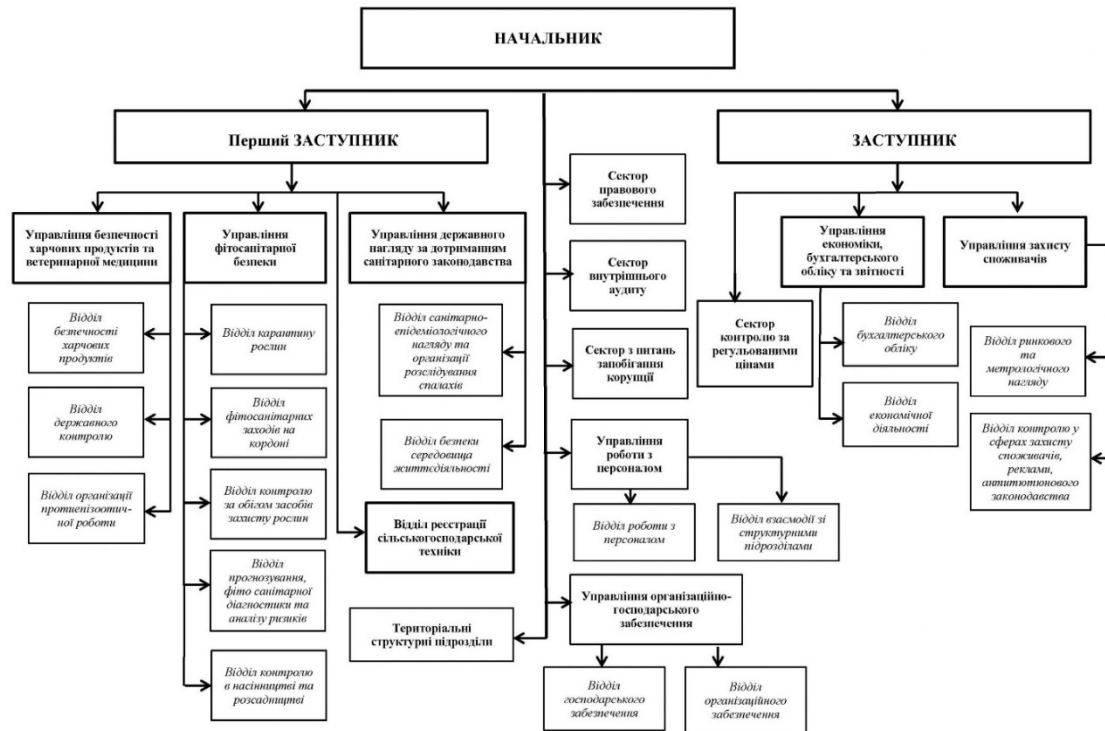 НАЧАЛЬНИК
Перший ЗАСТУПНИК
ЗАСТУПНИК
Управління безпечності
харчових продуктів та
ветеринарної медицини
Відділ
безпечності
харчових
продуктів
Відділ
державного
контролю
Відділ організації
протиепізоотич-
ної роботи
Управління
фітосанітарної
безпеки
Відділ карантину
рослин
Відділ
фітосанітарних
заходів на
кордоні
Відділ контролю
за обігом засобів
захисту рослин
Відділ
прогнозування,
фіто санітарної
діагностики та
аналізу ризиків
Відділ контролю
в насінництві та
розсадництві
Управління державного
нагляду за дотриманням
санітарного законодавства
Відділ санітарно-
епідеміологічного
нагляду та
організації
розслідування
спалахів
Відділ безпеки
середовища
життєдіяльності
Відділ реєстрації
сільськогосподарської
техніки
Територіальні
структурні підрозділи
Сектор
правового
забезпечення
Сектор
внутрішнього
аудиту
Сектор з питань
запобігання
корупції
Управління
роботи з
персоналом
Відділ роботи з
персоналом
Відділ взаємодії зі
структурними
підрозділами
Управління організаційно-
господарського
забезпечення
Відділ
господарського
забезпечення
Відділ
організаційного
забезпечення
Сектор
контролю за
регульованими
цінами
Управління
економіки,
бухгалтерського
обліку та звітності
Відділ
бухгалтерського
обліку
Відділ
економічної
діяльності
Управління захисту
споживачів
Відділ ринкового
та
метрологічного
нагляду
Відділ контролю у
сферах захисту
споживачів,
реклами,
антитютюнового
законодавства